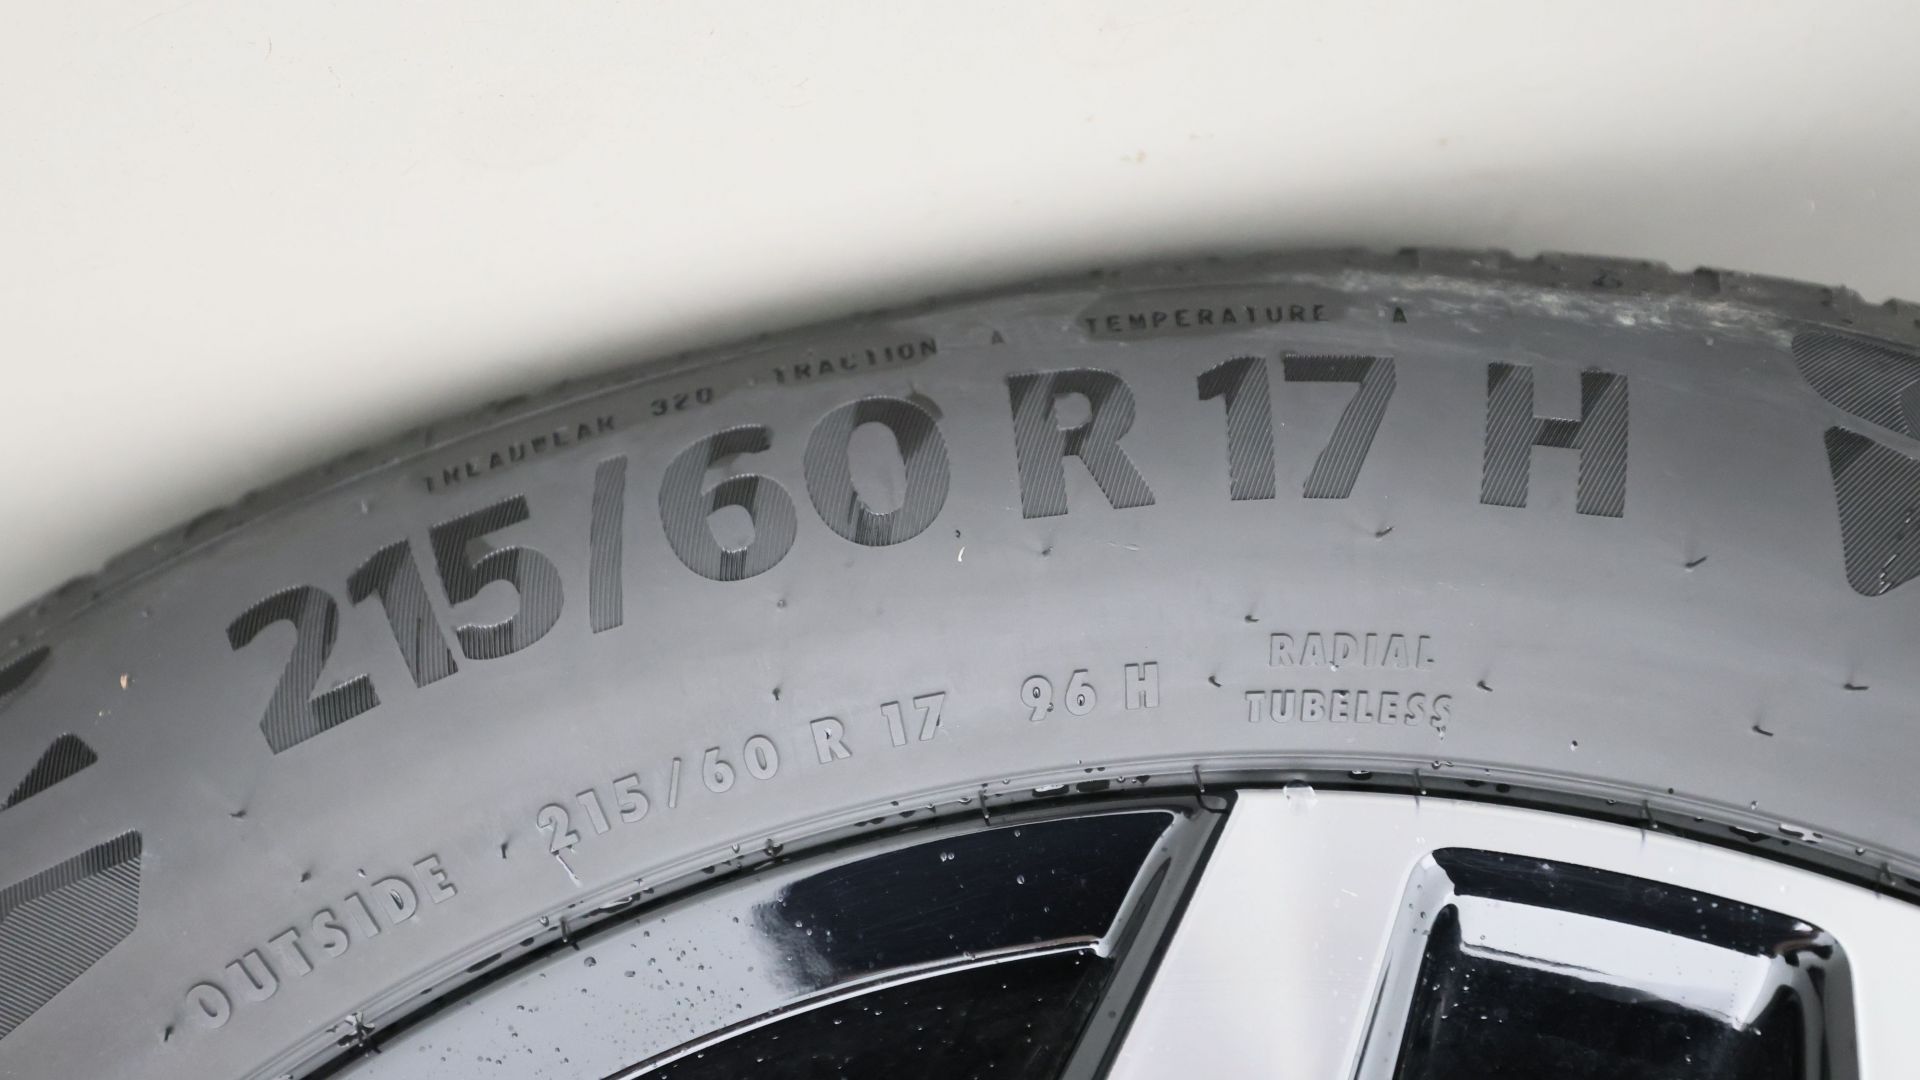 TREADWEAR 320 TRACTION A TEMPERATURE A
215/60 R 17 H
OUTSIDE 215/60 R 17 96 H
RADIAL
TUBELESS